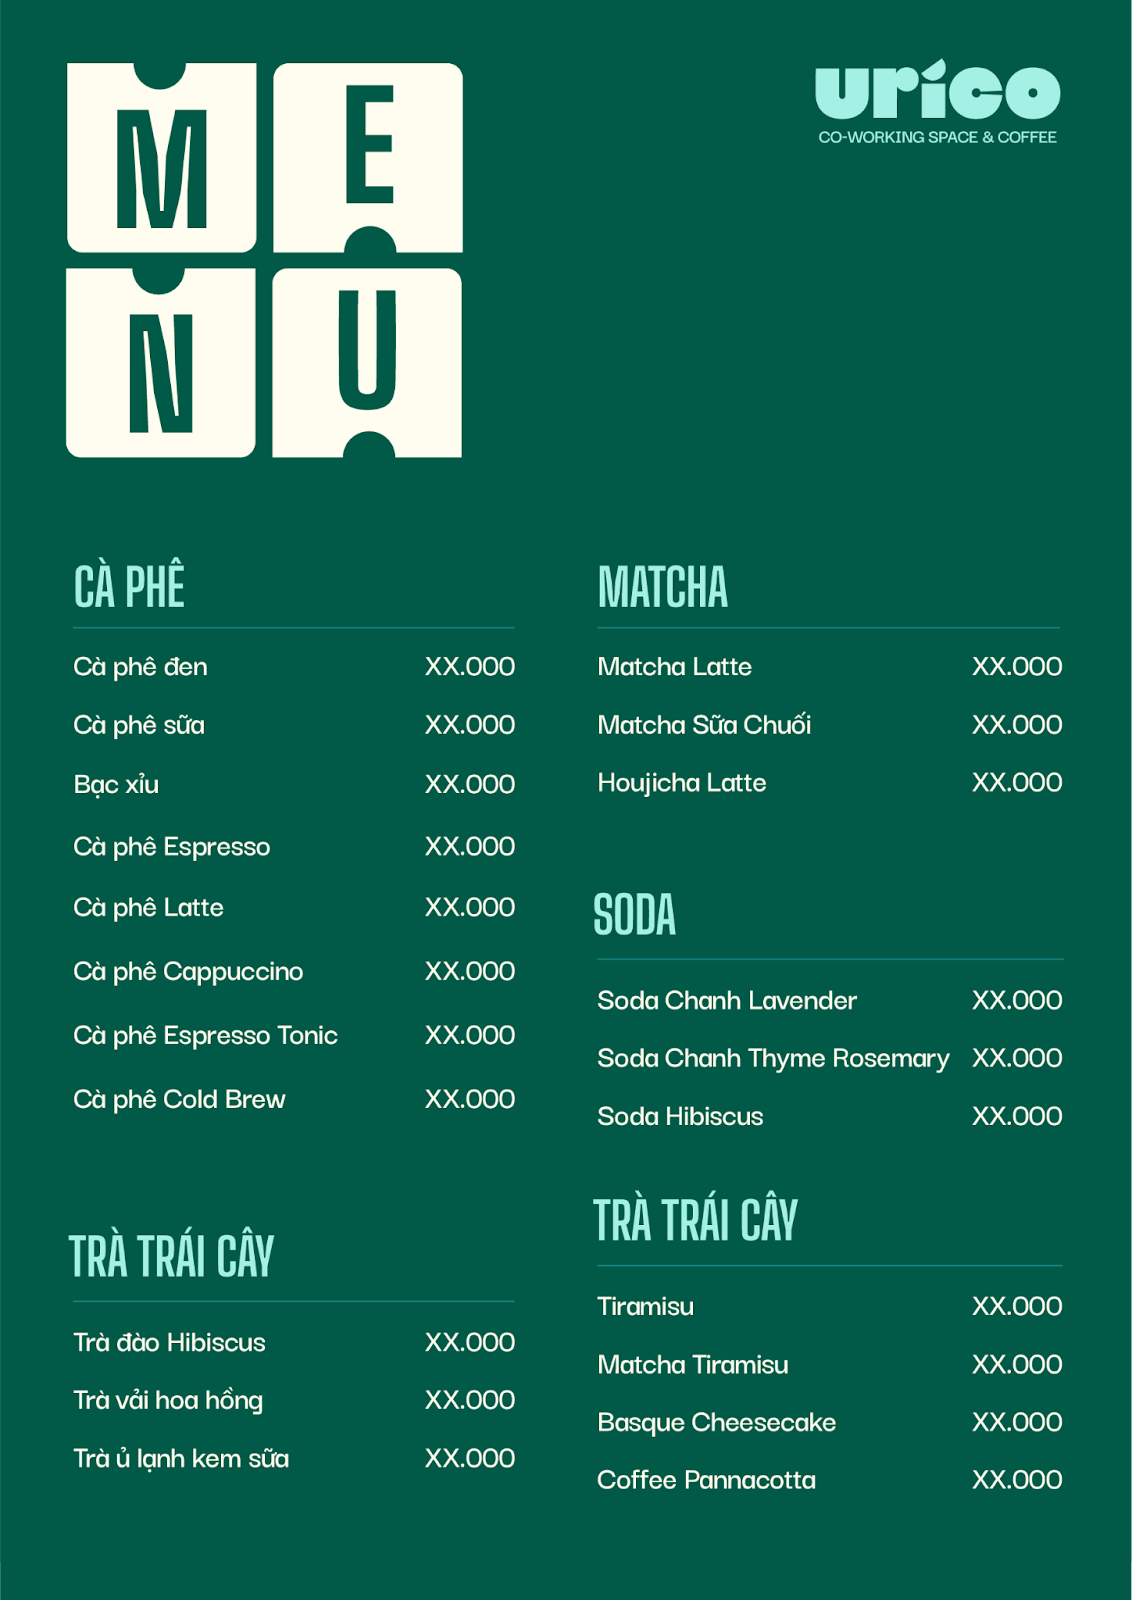 ME
NU
urico
CO-WORKING SPACE & COFFEE
CÀ PHÊ
Cà phê đen XX.000
Cà phê sữa XX.000
Bạc xỉu XX.000
Cà phê Espresso XX.000
Cà phê Latte XX.000
Cà phê Cappuccino XX.000
Cà phê Espresso Tonic XX.000
Cà phê Cold Brew XX.000
TRÀ TRÁI CÂY
Trà đào Hibiscus XX.000
Trà vải hoa hồng XX.000
Trà ủ lạnh kem sữa XX.000
MATCHA
Matcha Latte XX.000
Matcha Sữa Chuối XX.000
Houjicha Latte XX.000
SODA
Soda Chanh Lavender XX.000
Soda Chanh Thyme Rosemary XX.000
Soda Hibiscus XX.000
TRÀ TRÁI CÂY
Tiramisu XX.000
Matcha Tiramisu XX.000
Basque Cheesecake XX.000
Coffee Pannacotta XX.000